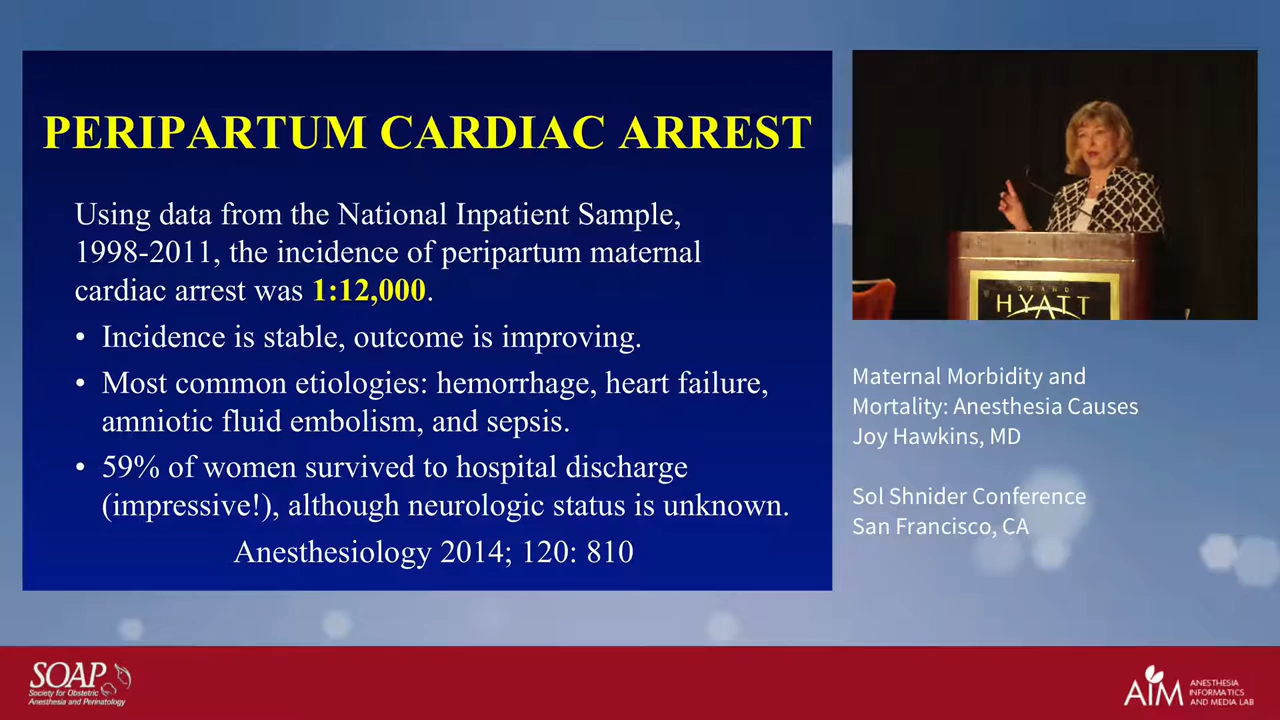 PERIPARTUM CARDIAC ARREST
Using data from the National Inpatient Sample,
1998-2011, the incidence of peripartum maternal
cardiac arrest was 1:12,000.
• Incidence is stable, outcome is improving.
• Most common etiologies: hemorrhage, heart failure,
amniotic fluid embolism, and sepsis.
• 59% of women survived to hospital discharge
(impressive!), although neurologic status is unknown.
Anesthesiology 2014; 120: 810
GRAND
HYATT
Maternal Morbidity and
Mortality: Anesthesia Causes
Joy Hawkins, MD
Sol Shnider Conference
San Francisco, CA
SOAP
Society for Obstetric
Anesthesia and Perinatology
AIM
ANESTHESIA
INFORMATICS
AND MEDIA LAB